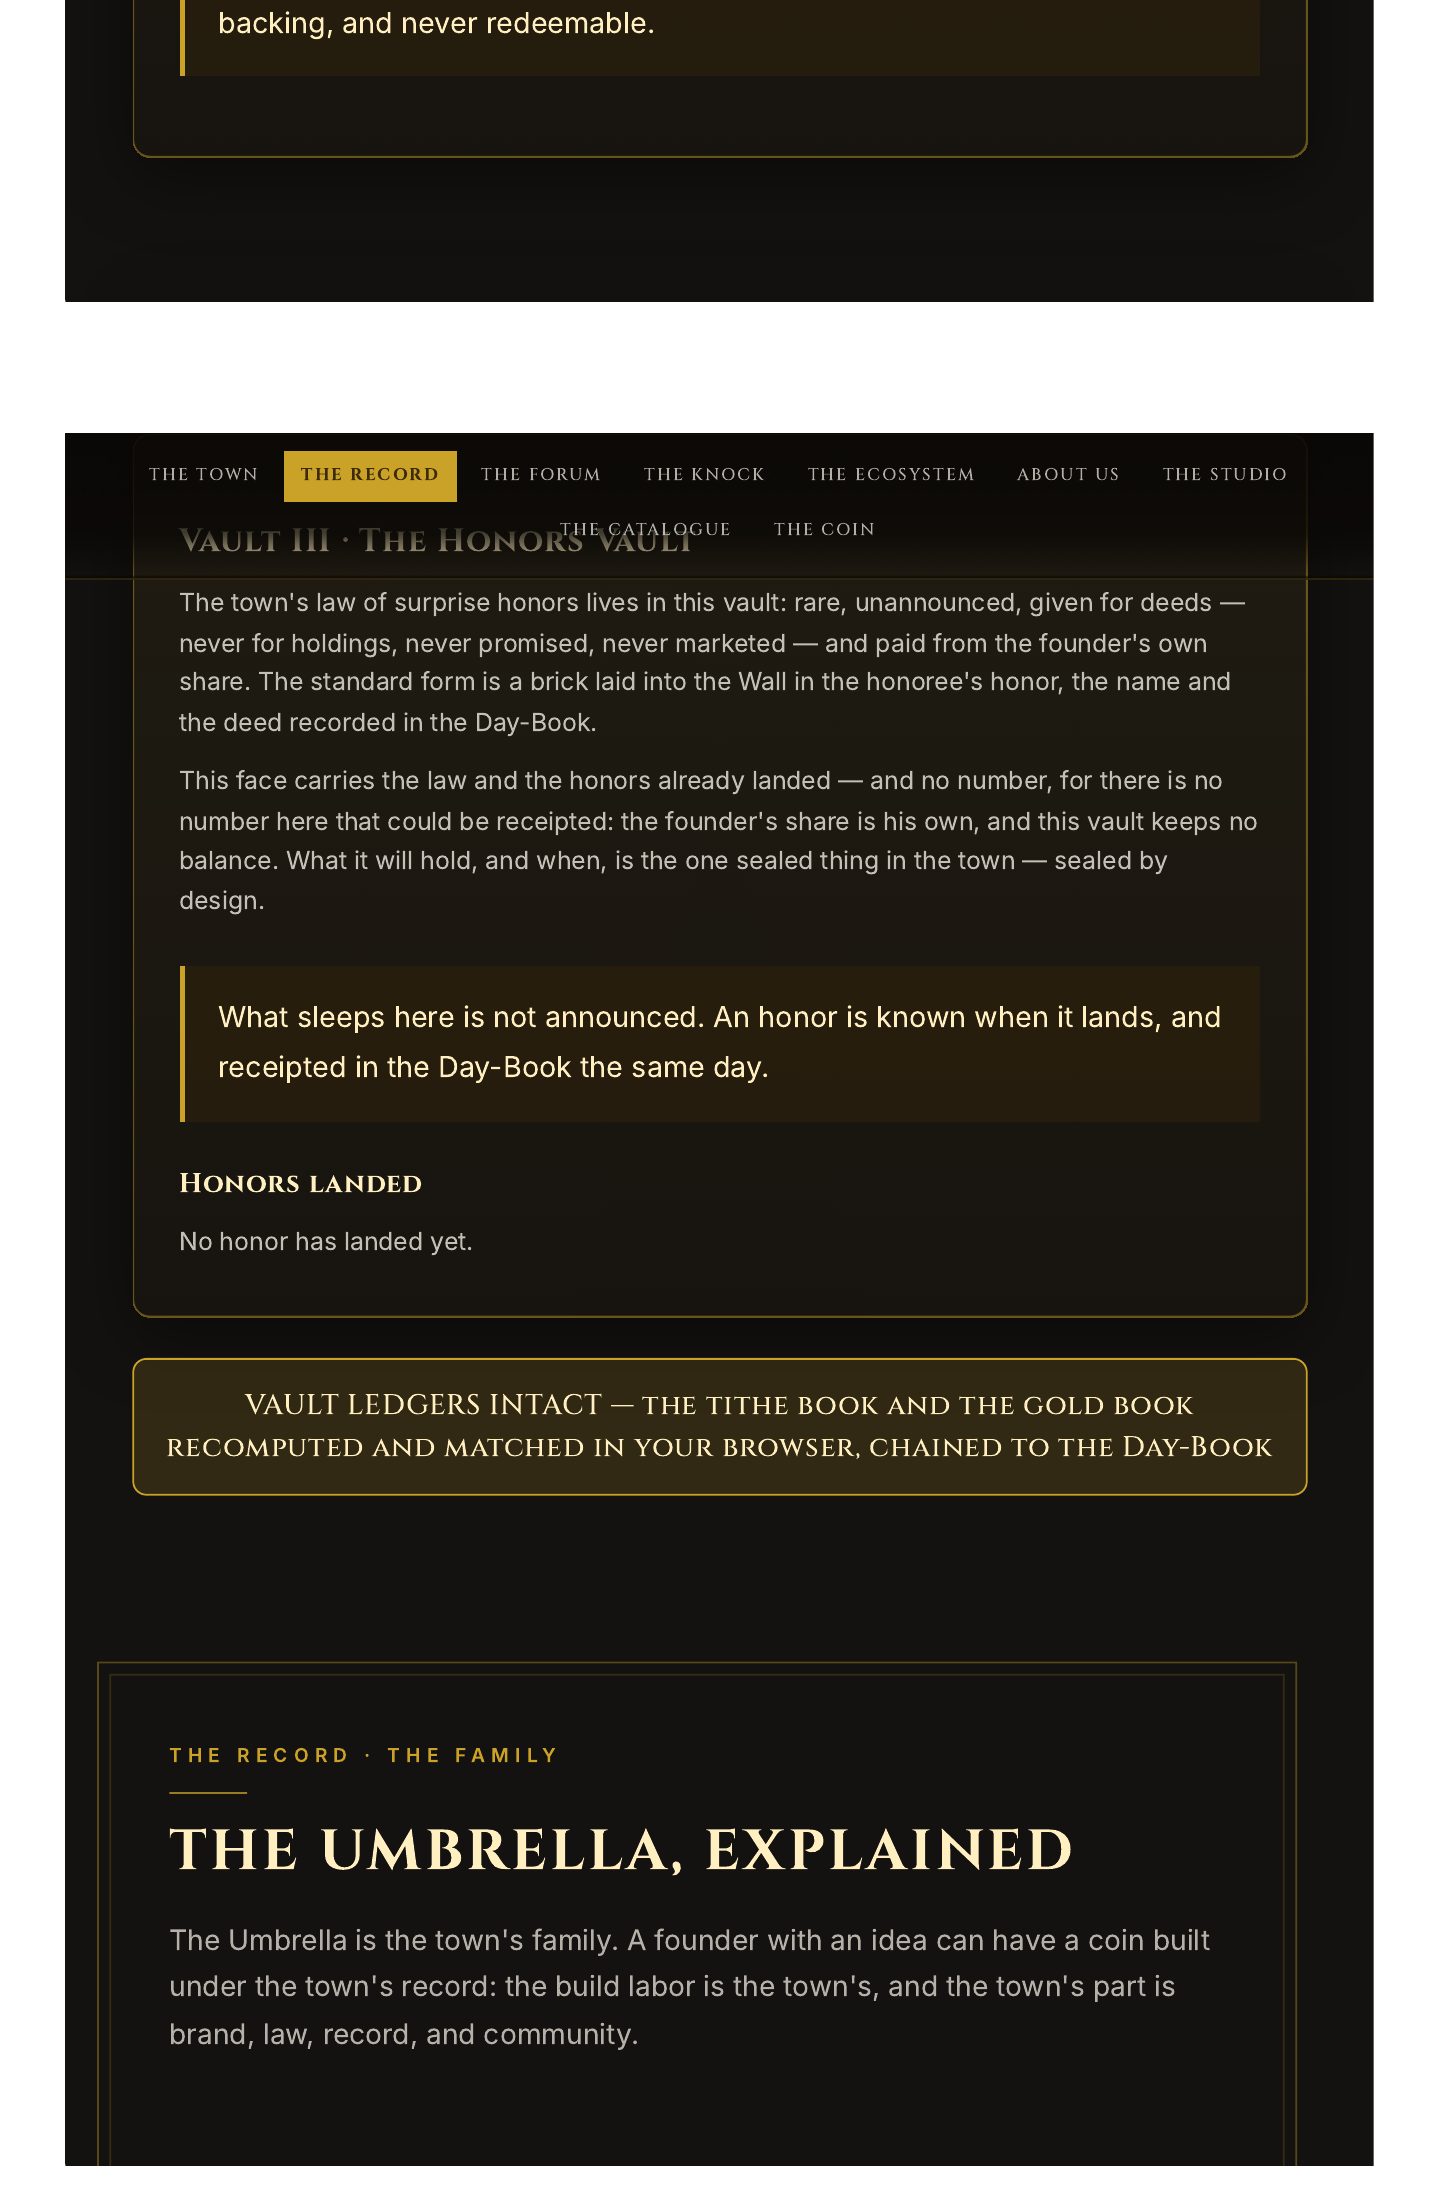 backing, and never redeemable.
THE TOWN THE RECORD THE FORUM THE KNOCK THE ECOSYSTEM ABOUT US THE STUDIO
THE CATALOGUE THE COIN
Vault III · The Honors Vault
The town's law of surprise honors lives in this vault: rare, unannounced, given for deeds —
never for holdings, never promised, never marketed — and paid from the founder's own
share. The standard form is a brick laid into the Wall in the honoree's honor, the name and
the deed recorded in the Day-Book.
This face carries the law and the honors already landed — and no number, for there is no
number here that could be receipted: the founder's share is his own, and this vault keeps no
balance. What it will hold, and when, is the one sealed thing in the town — sealed by
design.
What sleeps here is not announced. An honor is known when it lands, and
receipted in the Day-Book the same day.
Honors landed
No honor has landed yet.
VAULT LEDGERS INTACT — the tithe book and the gold book
recomputed and matched in your browser, chained to the Day-Book
THE RECORD · THE FAMILY
THE UMBRELLA, EXPLAINED
The Umbrella is the town's family. A founder with an idea can have a coin built
under the town's record: the build labor is the town's, and the town's part is
brand, law, record, and community.